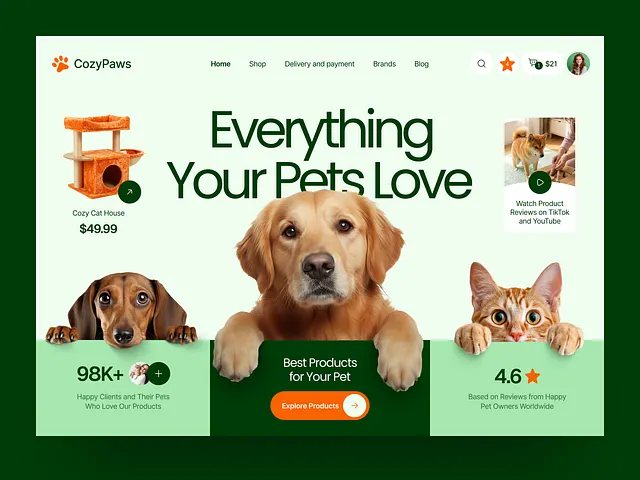 CozyPaws
Home
Shop
Delivery and payment
Brands
Blog
1
$21
Everything
Your Pets Love
Cozy Cat House
$49.99
Watch Product
Reviews on TikTok
and YouTube
98K+
Happy Clients and Their Pets
Who Love Our Products
Best Products
for Your Pet
Explore Products
4.6
Based on Reviews from Happy
Pet Owners Worldwide